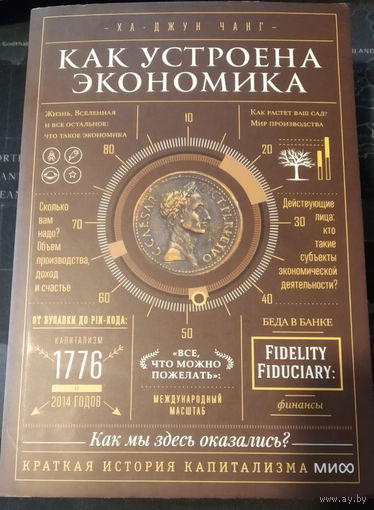 ХА-ДЖУН ЧАНГ
КАК УСТРОЕНА
ЭКОНОМИКА
Жизнь, Вселенная
и все остальное:
что такое экономика
Как растет ваш сад?
Мир производства
10
80
20
Сколько
вам
надо?
Объем
производства,
доход
и счастье
70
30
Действующие
лица:
кто
такие
субъекты
экономической
деятельности?
60
40
50
C·CAESAR
ОТ БУЛАВКИ ДО PIN-КОДА:
КАПИТАЛИЗМ
1776
И
2014 ГОДОВ
«ВСЕ,
ЧТО МОЖНО
ПОЖЕЛАТЬ»:
МЕЖДУНАРОДНЫЙ
МАСШТАБ
БЕДА В БАНКЕ
FIDELITY
FIDUCIARY:
финансы
Как мы здесь оказались?
КРАТКАЯ ИСТОРИЯ КАПИТАЛИЗМА
МИФ
www.ay.by